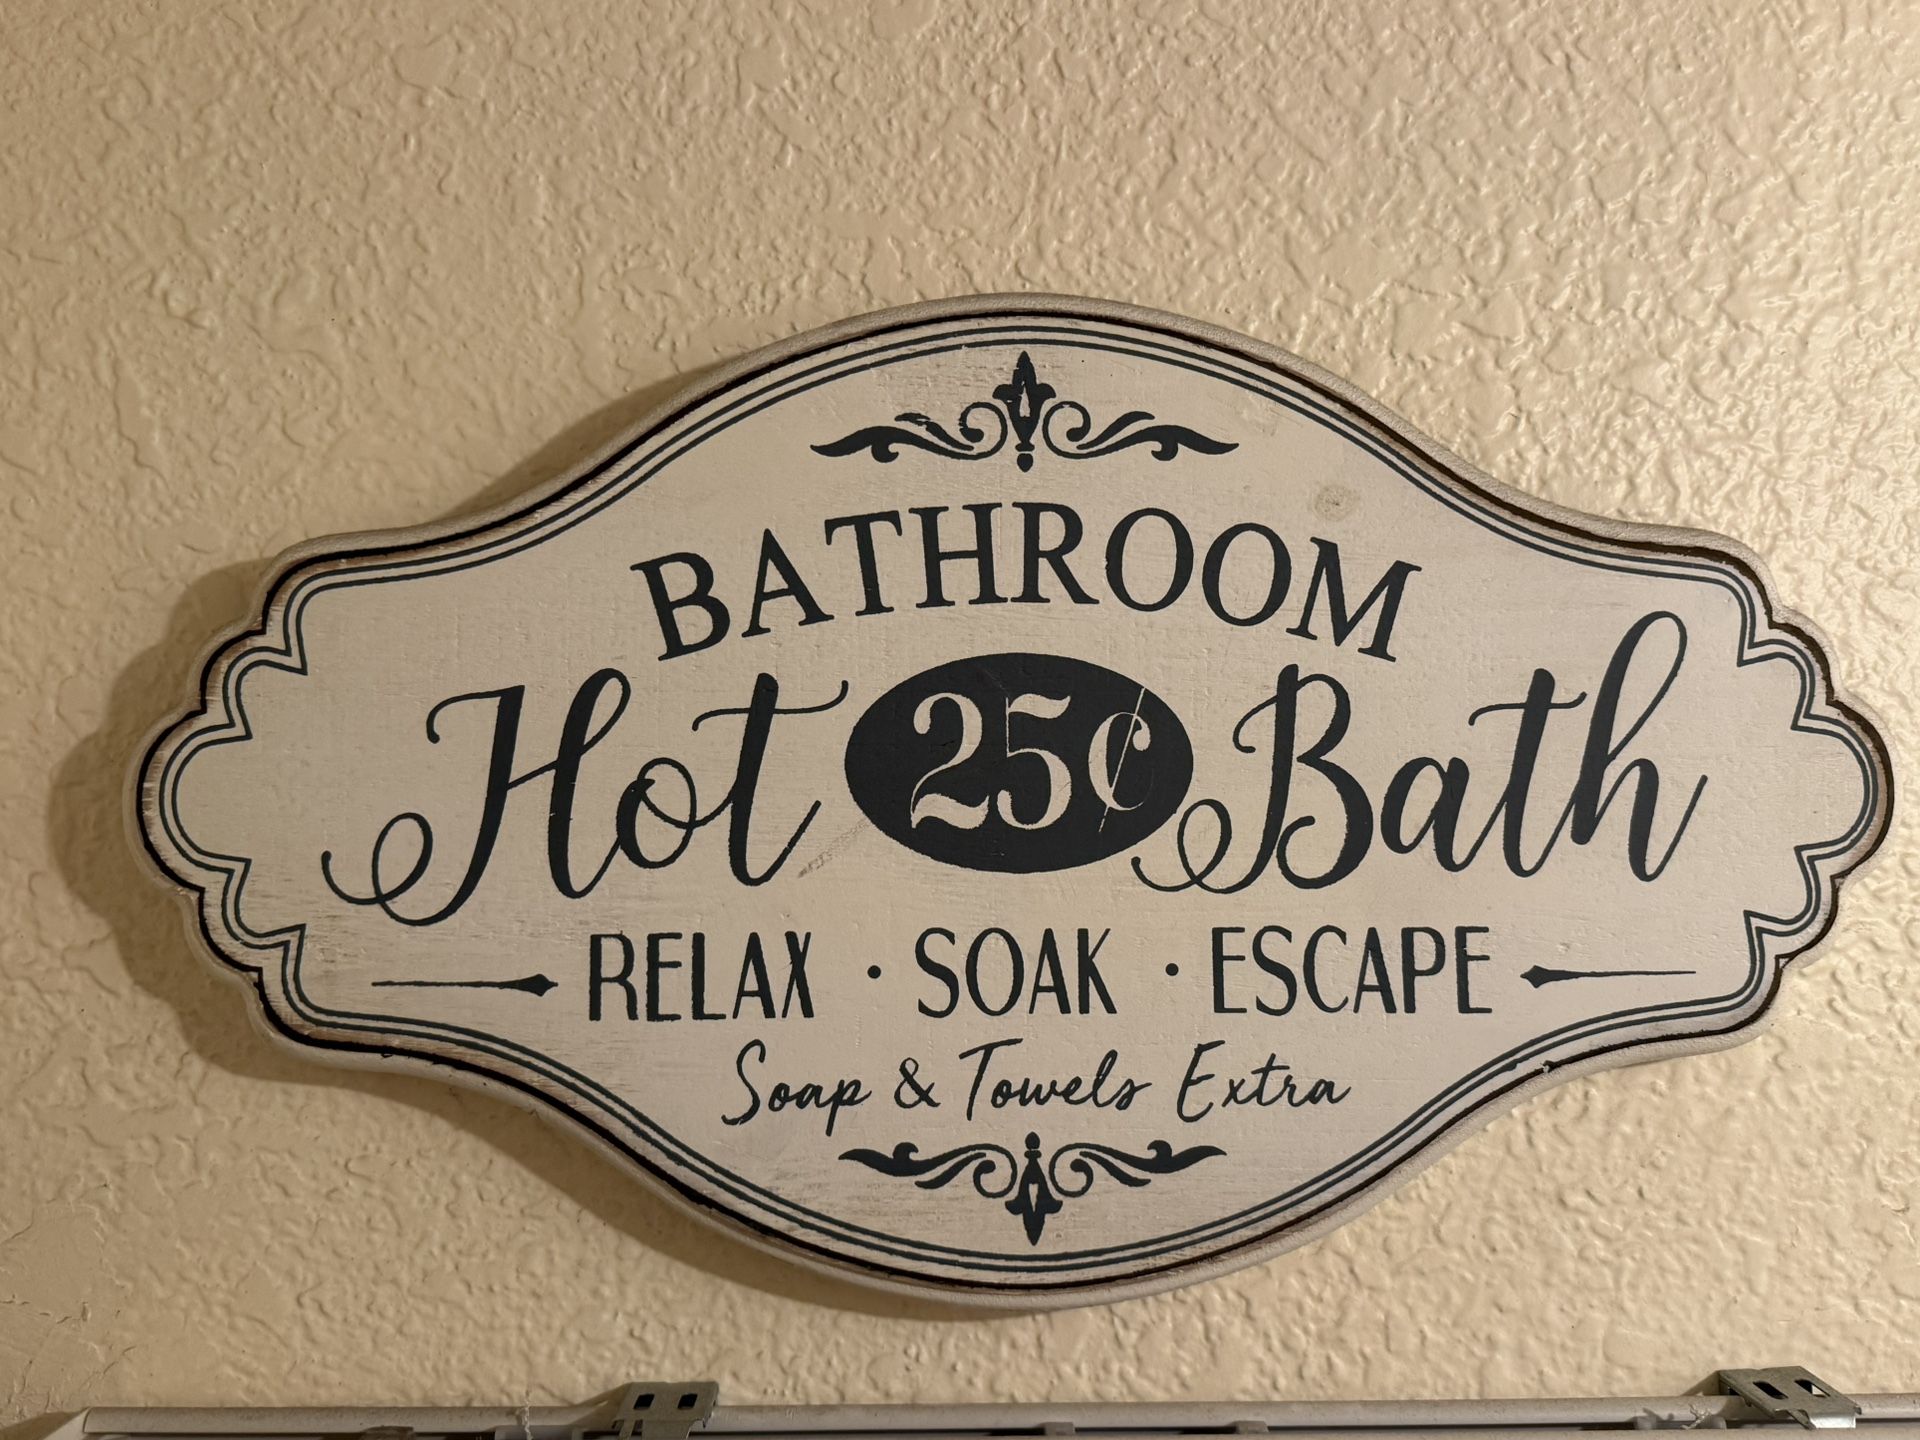 BATHROOM
Hot 25¢ Bath
RELAX · SOAK · ESCAPE
Soap & Towels Extra